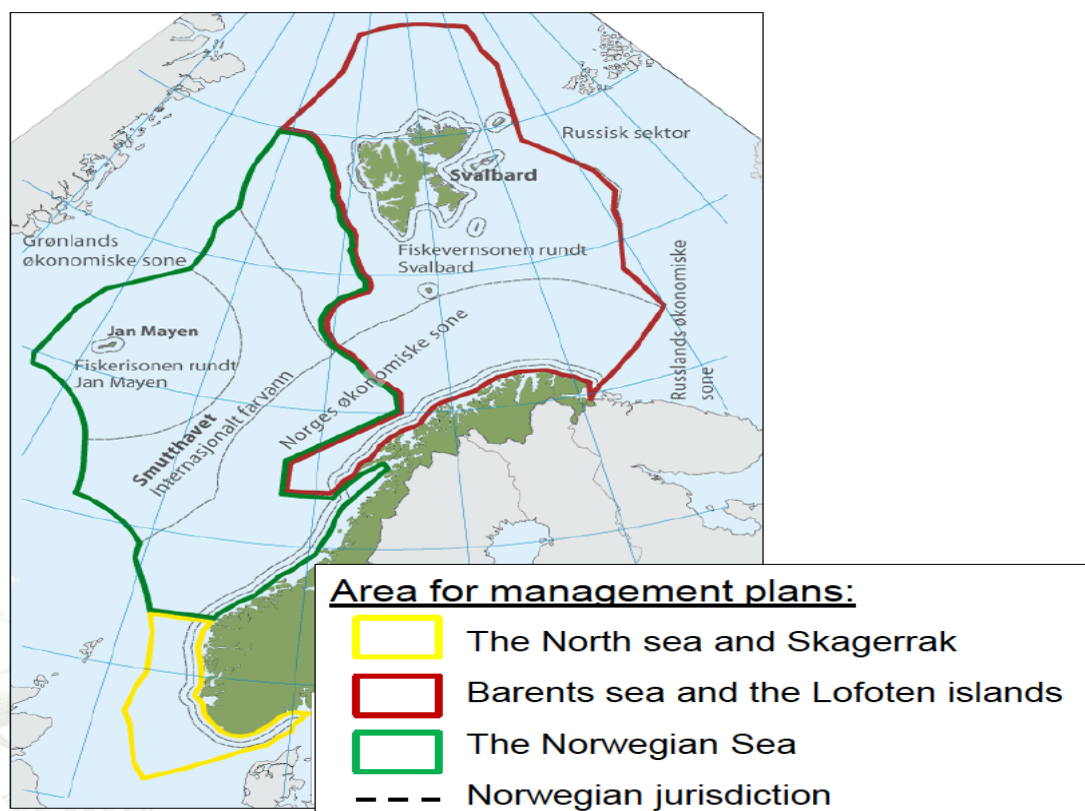 Russisk sektor
Svalbard
Grønlands
økonomiske sone
Fiskevernsonen rundt
Svalbard
Russlands økonomiske
sone
Jan Mayen
Fiskerisonen rundt
Jan Mayen
Norges økonomiske sone
Smutthavet
Internasjonalt farvann
Area for management plans:
The North sea and Skagerrak
Barents sea and the Lofoten islands
The Norwegian Sea
Norwegian jurisdiction